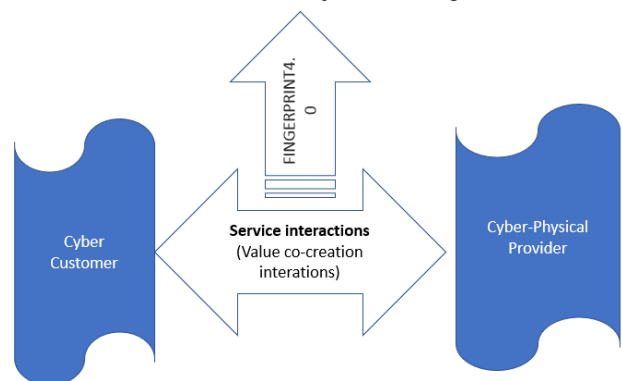 FINGERPRINT4.
0
Service interactions
(Value co-creation
interations)
Cyber
Customer
Cyber-Physical
Provider